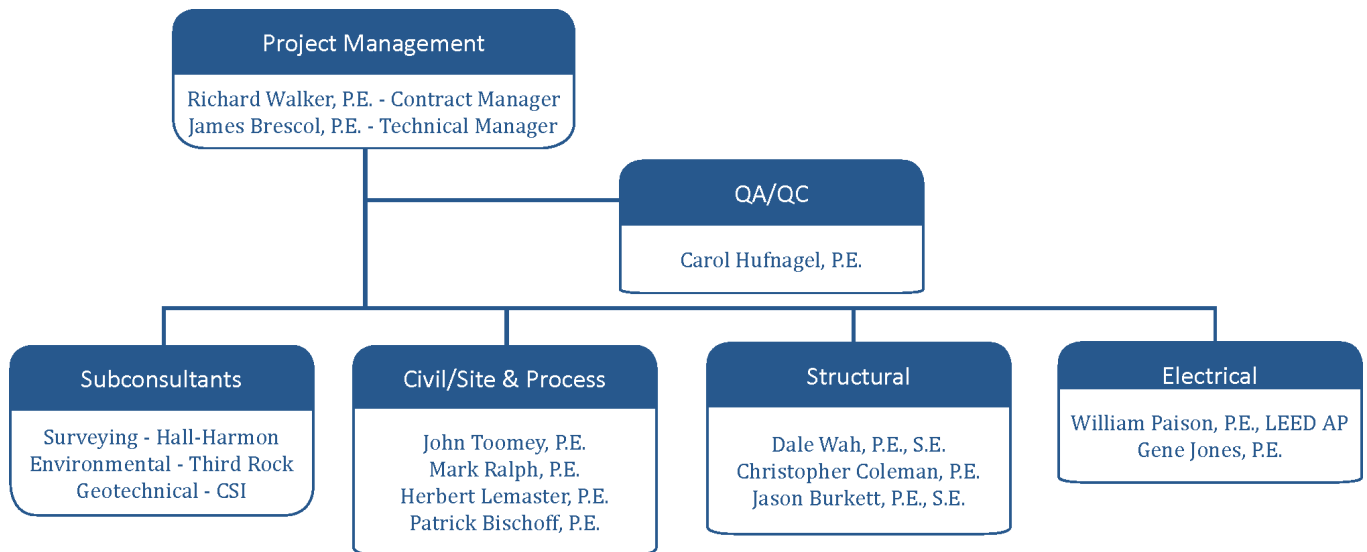 Project Management
Richard Walker, P.E. - Contract Manager
James Brescol, P.E. - Technical Manager
QA/QC
Carol Hufnagel, P.E.
Subconsultants
Surveying - Hall-Harmon
Environmental - Third Rock
Geotechnical - CSI
Civil/Site & Process
John Toomey, P.E.
Mark Ralph, P.E.
Herbert Lemaster, P.E.
Patrick Bischoff, P.E.
Structural
Dale Wah, P.E., S.E.
Christopher Coleman, P.E.
Jason Burkett, P.E., S.E.
Electrical
William Paison, P.E., LEED AP
Gene Jones, P.E.